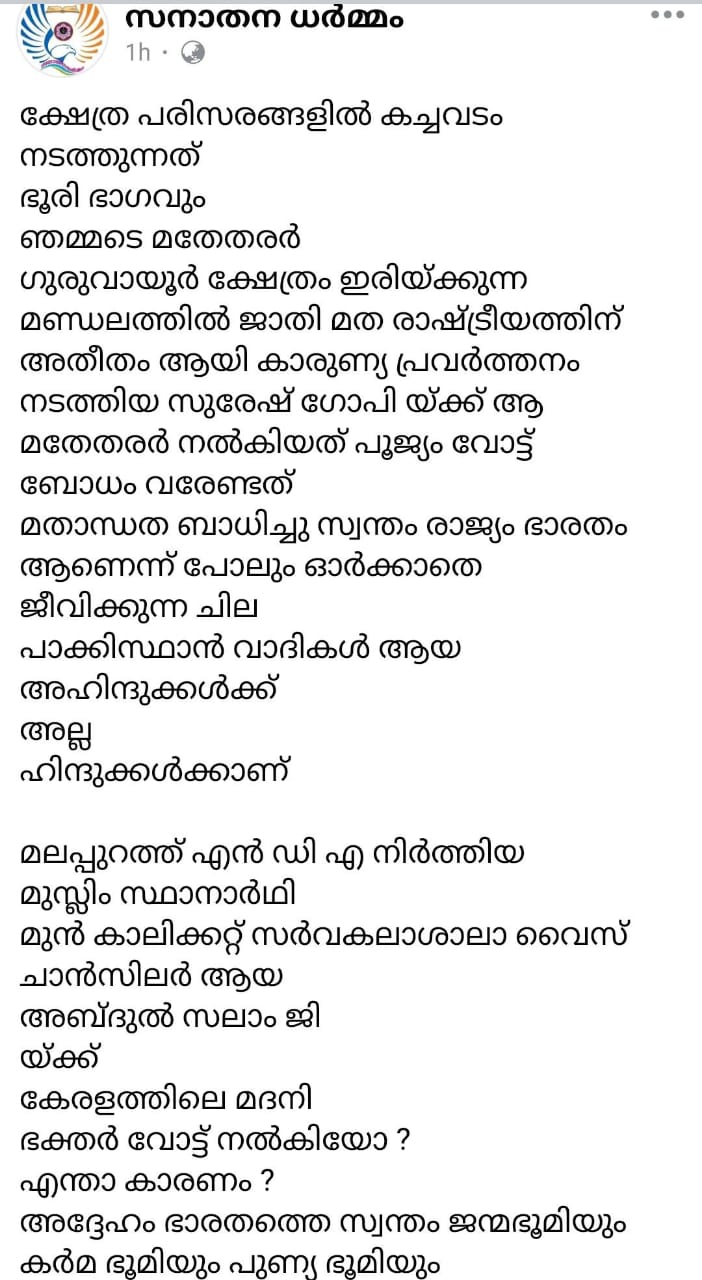 സനാതന ധർമ്മം
1h ·
ക്ഷേത്ര പരിസരങ്ങളിൽ കച്ചവടം
നടത്തുന്നത്
ഭൂരി ഭാഗവും
ഞമ്മടെ മതേതരർ
ഗുരുവായൂർ ക്ഷേത്രം ഇരിയ്ക്കുന്ന
മണ്ഡലത്തിൽ ജാതി മത രാഷ്ട്രീയത്തിന്
അതീതം ആയി കാരുണ്യ പ്രവർത്തനം
നടത്തിയ സുരേഷ് ഗോപി യ്ക്ക് ആ
മതേതരർ നൽകിയത് പൂജ്യം വോട്ട്
ബോധം വരേണ്ടത്
മതാന്ധത ബാധിച്ചു സ്വന്തം രാജ്യം ഭാരതം
ആണെന്ന് പോലും ഓർക്കാതെ
ജീവിക്കുന്ന ചില
പാക്കിസ്ഥാൻ വാദികൾ ആയ
അഹിന്ദുക്കൾക്ക്
അല്ല
ഹിന്ദുക്കൾക്കാണ്
മലപ്പുറത്ത് എൻ ഡി എ നിർത്തിയ
മുസ്ലിം സ്ഥാനാർഥി
മുൻ കാലിക്കറ്റ് സർവകലാശാലാ വൈസ്
ചാൻസിലർ ആയ
അബ്ദുൽ സലാം ജി
യ്ക്ക്
കേരളത്തിലെ മദനി
ഭക്തർ വോട്ട് നൽകിയോ ?
എന്താ കാരണം ?
അദ്ദേഹം ഭാരതത്തെ സ്വന്തം ജന്മഭൂമിയും
കർമ ഭൂമിയും പുണ്യ ഭൂമിയും